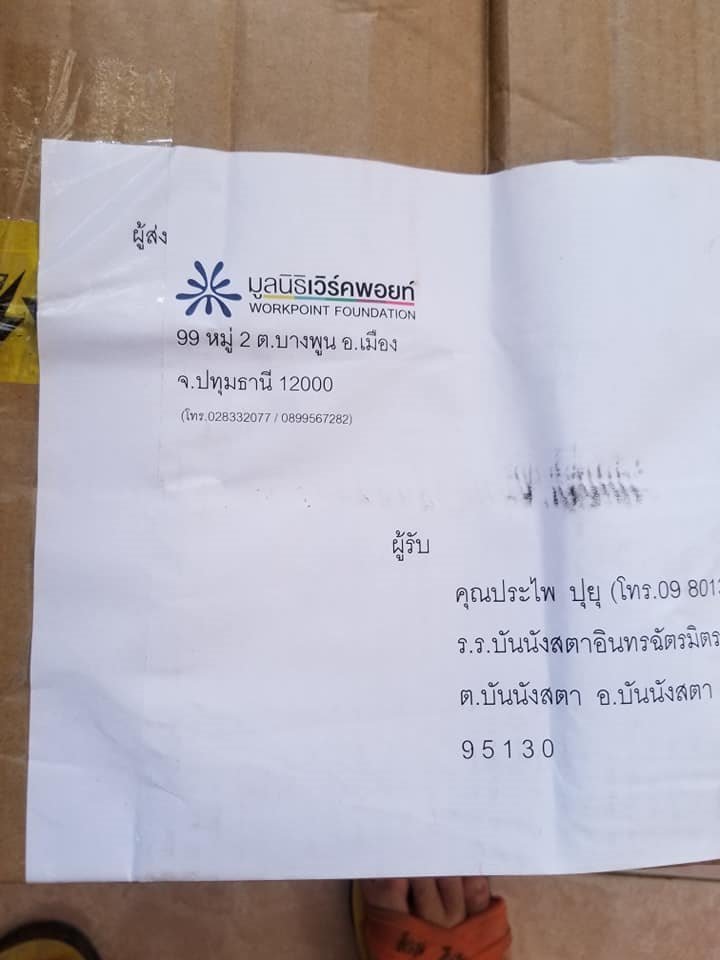 ผู้ส่ง
มูลนิธิเวิร์คพอยท์
WORKPOINT FOUNDATION
99 หมู่ 2 ต.บางพูน อ.เมือง
จ.ปทุมธานี 12000
(โทร.028332077 / 0899567282)
ผู้รับ
คุณประไพ ปุยุ (โทร.09 801
ร.ร.บันนังสตาอินทรฉัตรมิตร
ต.บันนังสตา อ.บันนังสตา
95130